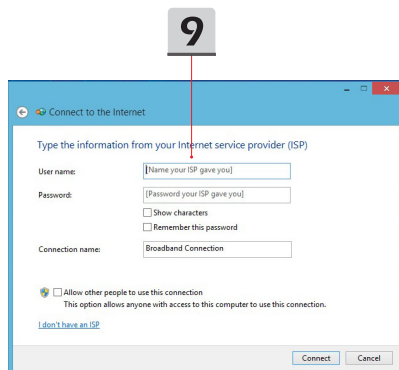 9
Connect to the Internet
Type the information from your Internet service provider (ISP)
User name: [Name your ISP gave you]
Password: [Password your ISP gave you]
Show characters
Remember this password
Connection name: Broadband Connection
Allow other people to use this connection
This option allows anyone with access to this computer to use this connection.
I don't have an ISP
Connect Cancel